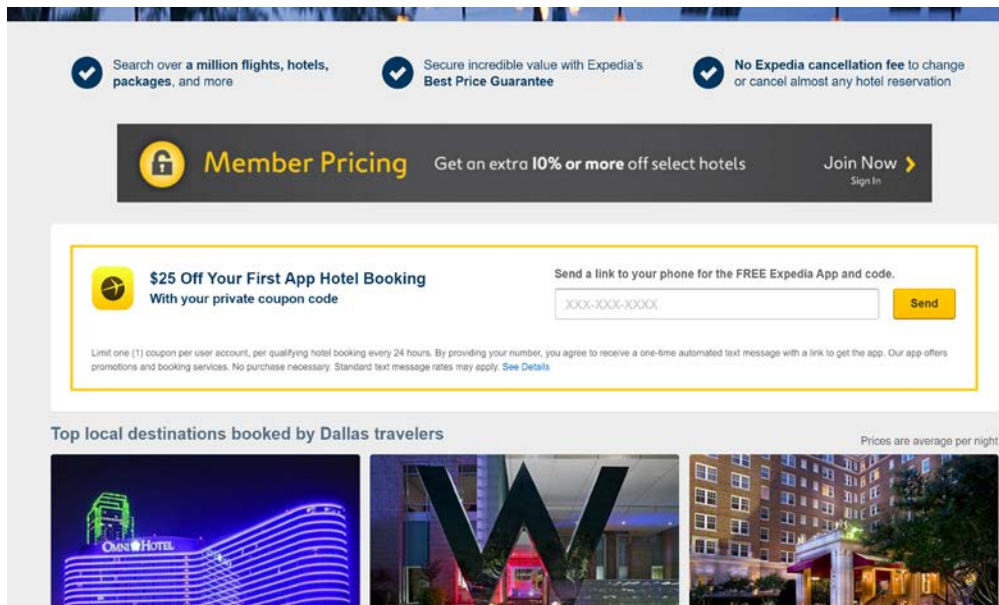 Search over a million flights, hotels,
packages, and more
Secure incredible value with Expedia's
Best Price Guarantee
No Expedia cancellation fee to change
or cancel almost any hotel reservation
Member Pricing
Get an extra 10% or more off select hotels
Join Now
Sign In
$25 Off Your First App Hotel Booking
With your private coupon code
Send a link to your phone for the FREE Expedia App and code.
XXX-XXX-XXXX
Send
Limit one (1) coupon per user account, per qualifying hotel booking every 24 hours. By providing your number, you agree to receive a one-time automated text message with a link to get the app. Our app offers
promotions and booking services. No purchase necessary. Standard text message rates may apply. See Details
Top local destinations booked by Dallas travelers
Prices are average per night
OMNI HOTEL
W